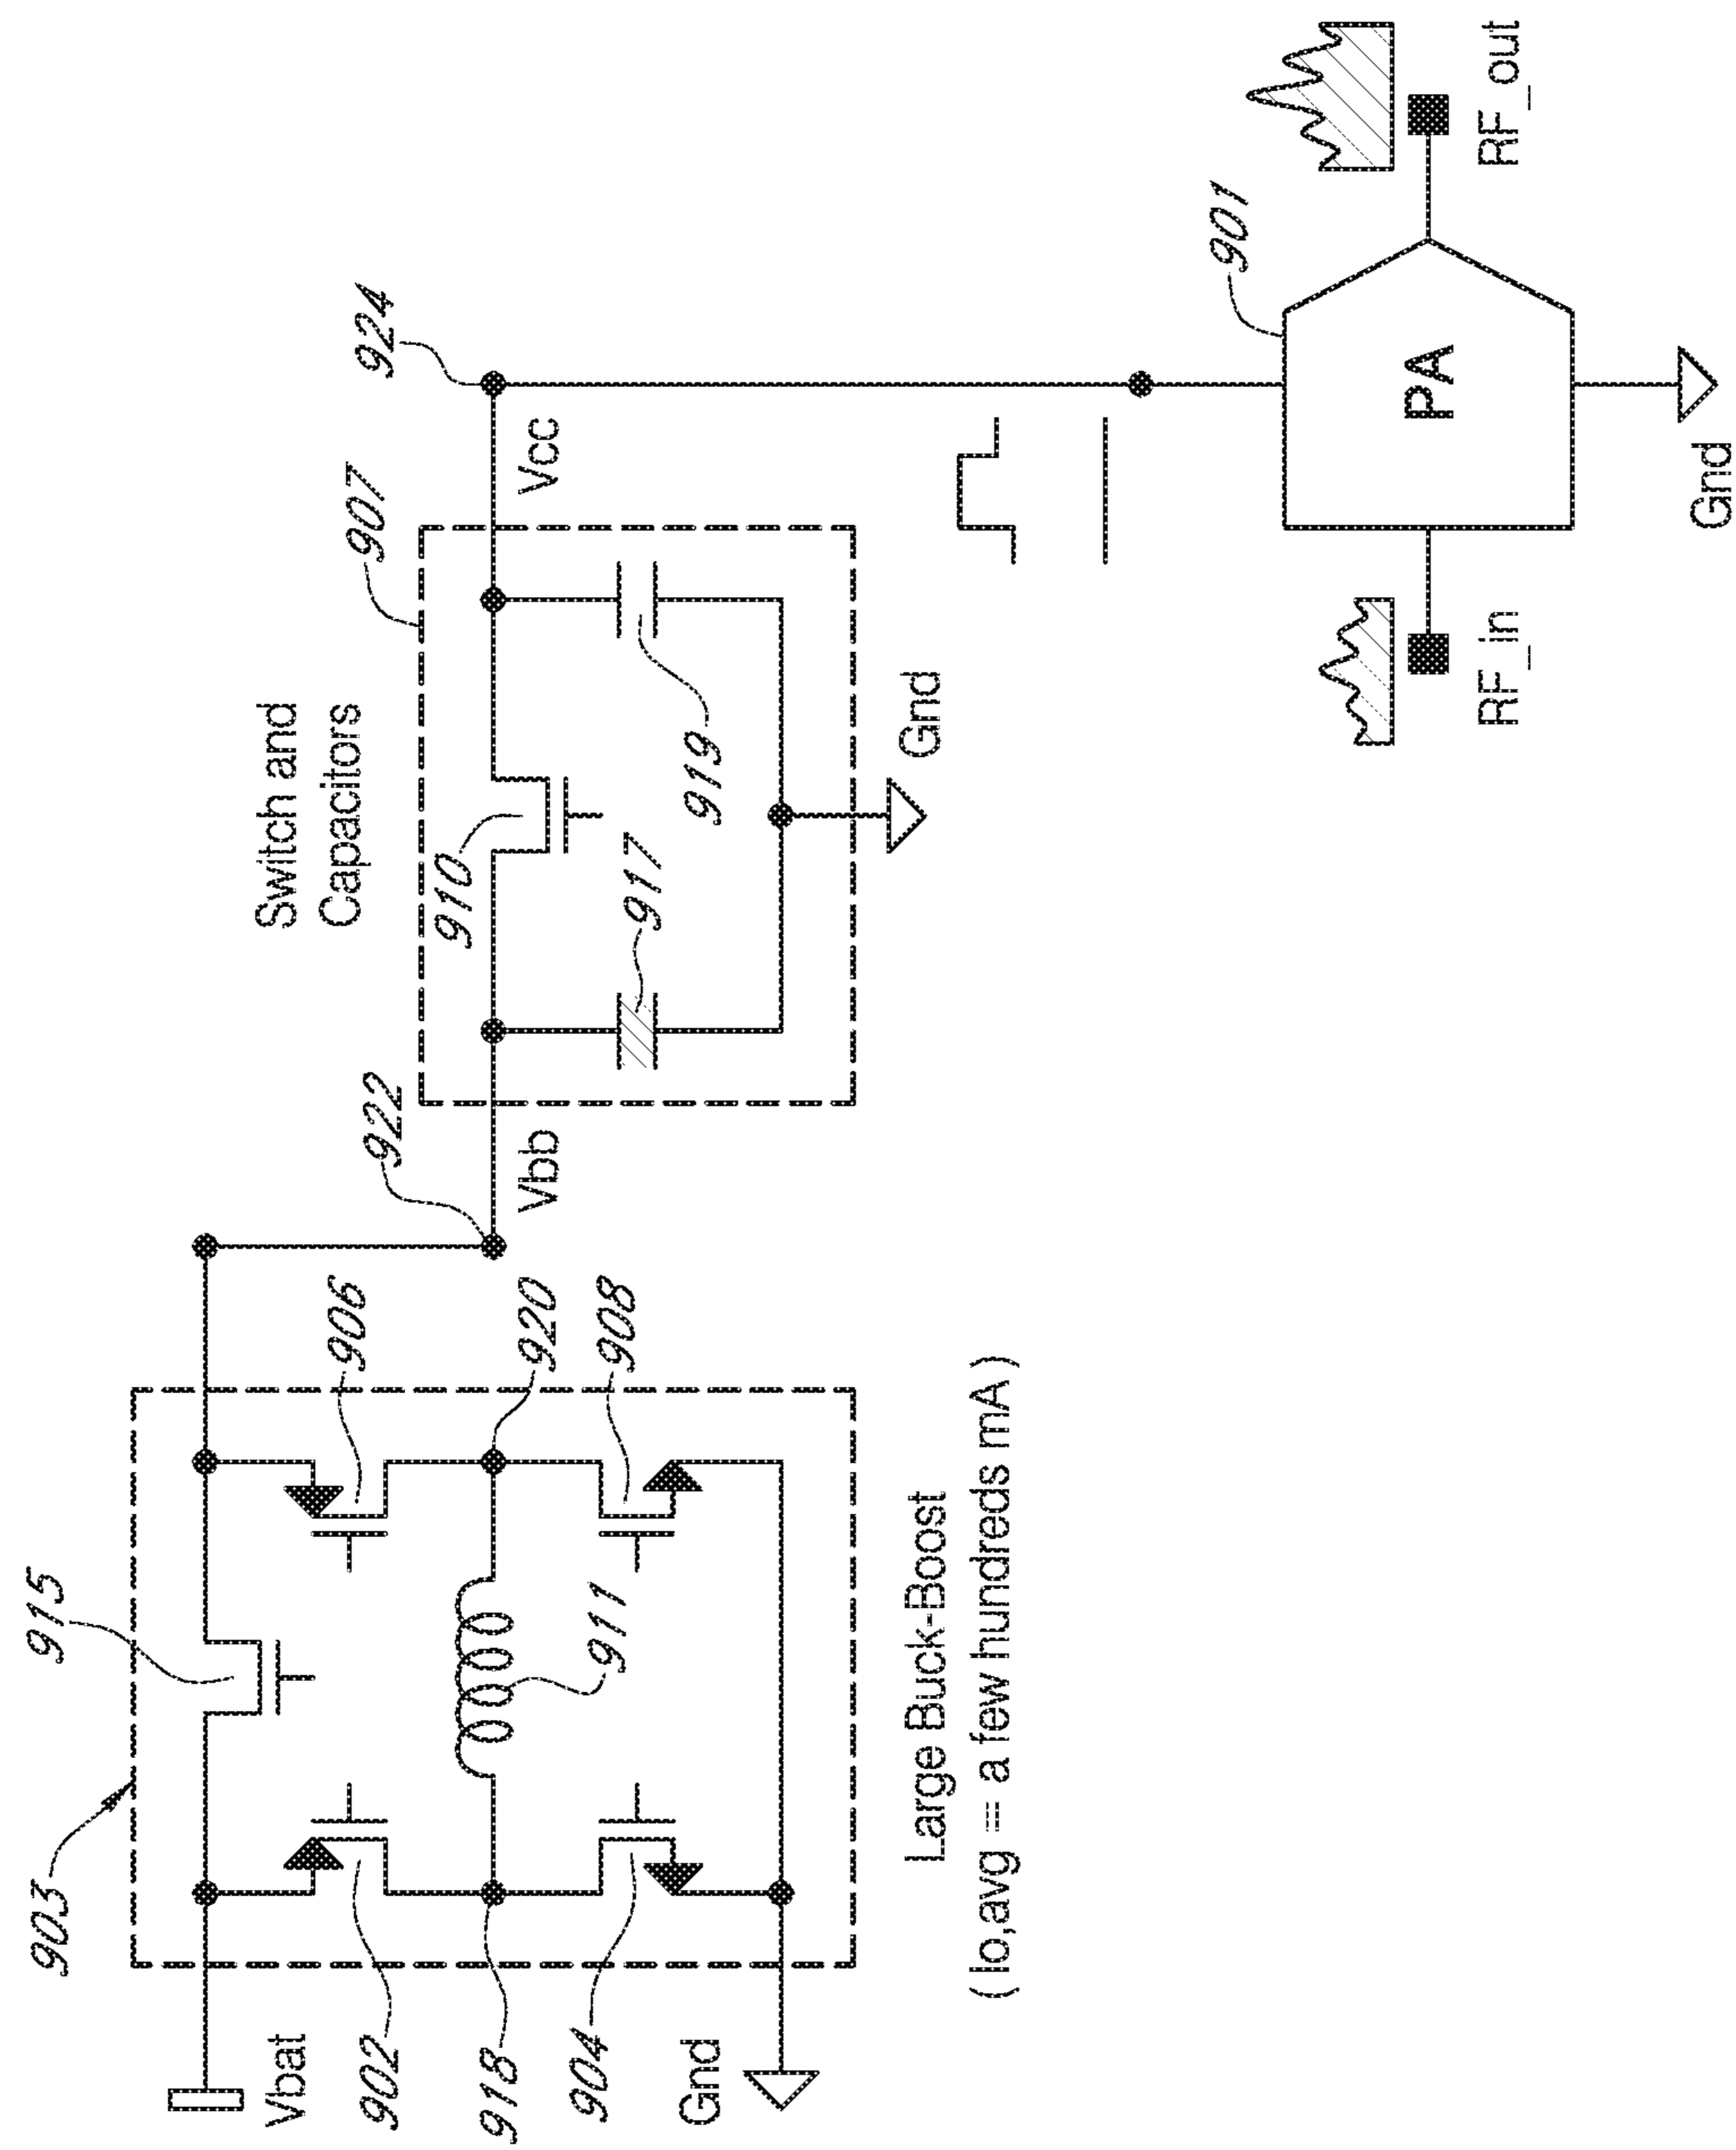 903
915
Vbat
902
906
918
911
920
904
908
Gnd
Large Buck-Boost
( Io,avg = a few hundreds mA )
922
Vbb
Switch and
Capacitors
907
910
917
919
Gnd
924
Vcc
901
PA
RF_in
RF_out
Gnd